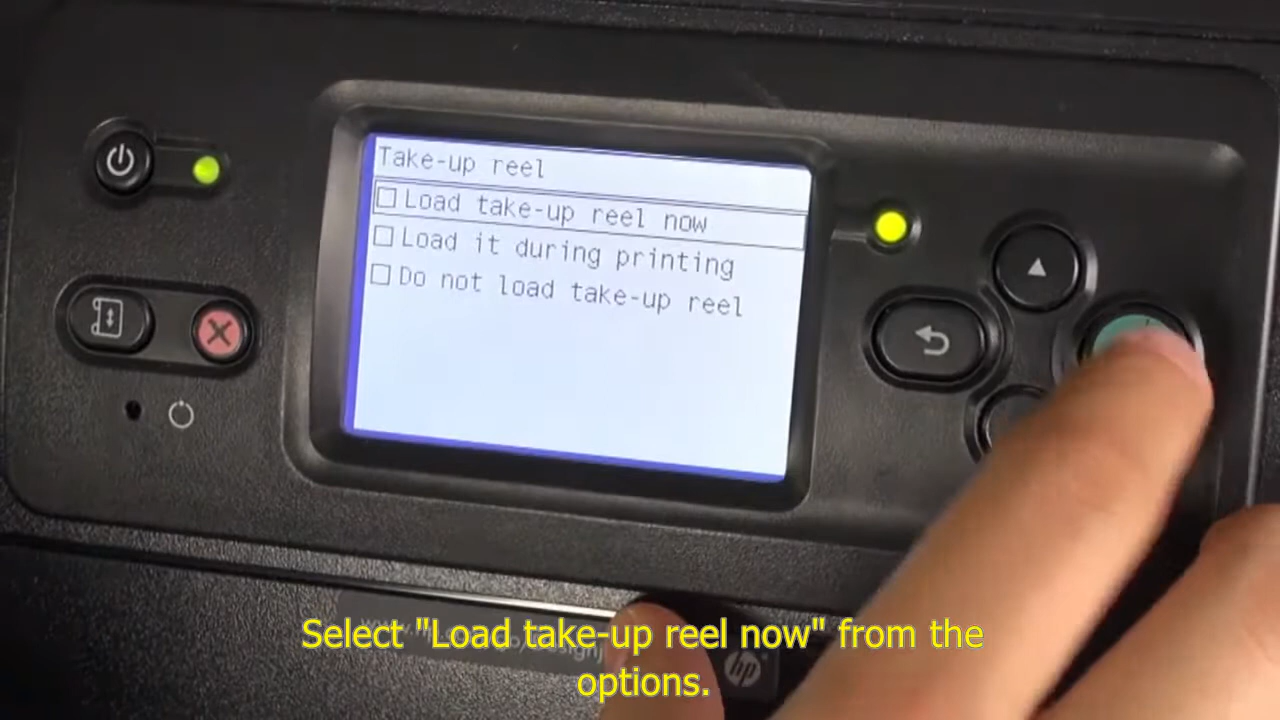 Take-up reel
Load take-up reel now
Load it during printing
Do not load take-up reel
hp
Select "Load take-up reel now" from the
options.